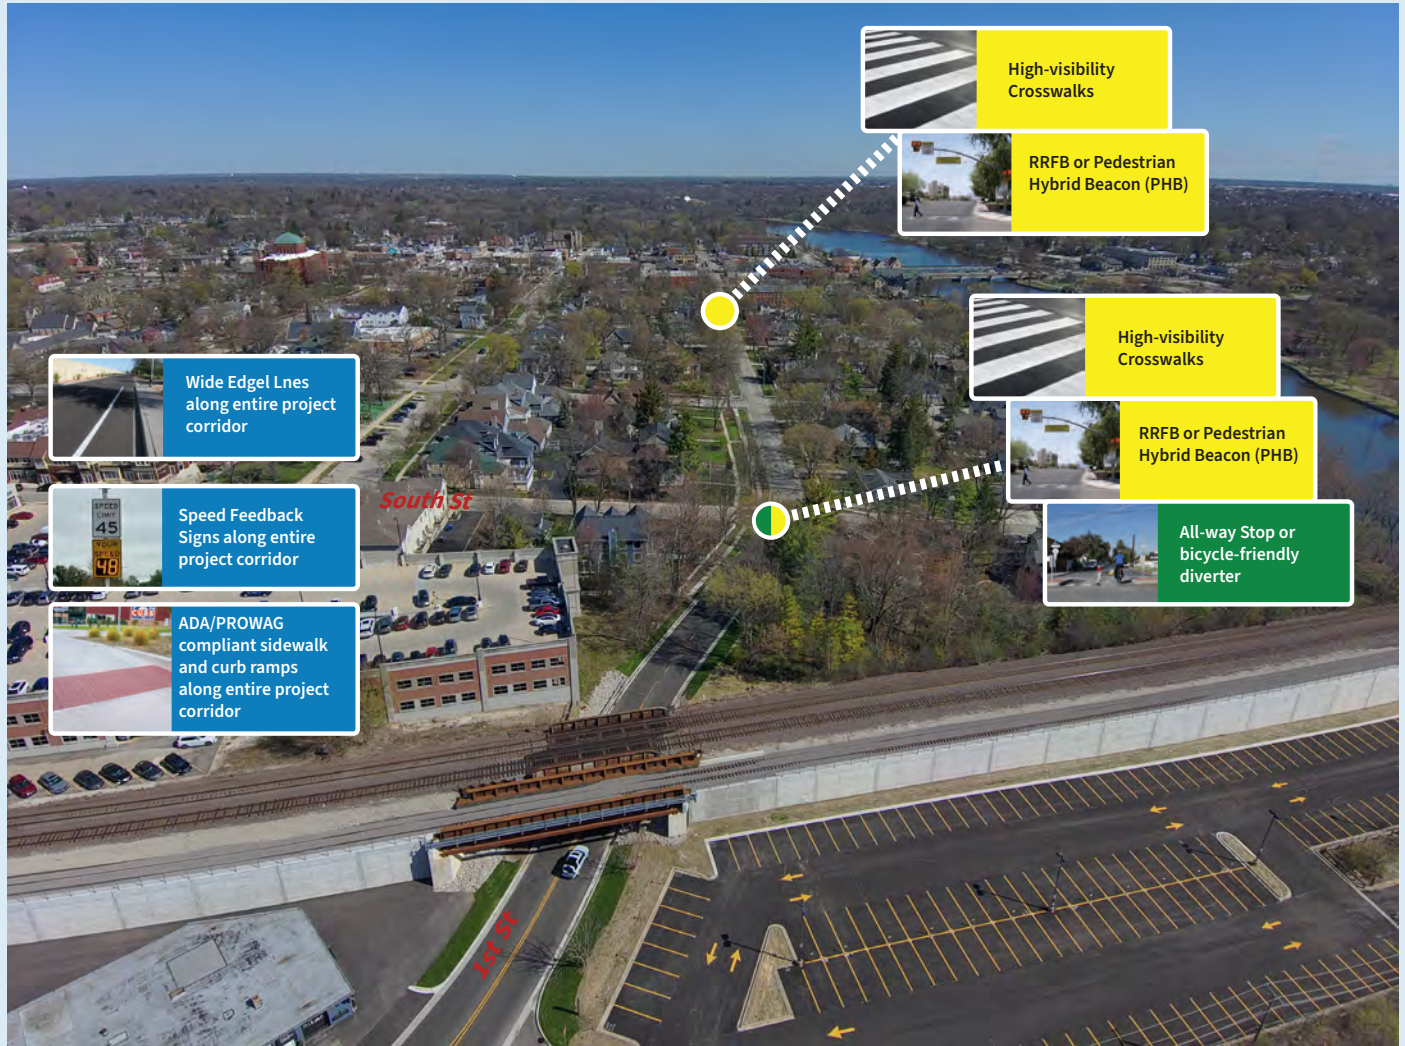 High-visibility
Crosswalks
RRFB or Pedestrian
Hybrid Beacon (PHB)
High-visibility
Crosswalks
Wide Edgel Lnes
along entire project
corridor
RRFB or Pedestrian
Hybrid Beacon (PHB)
South St
SPEED
LIMIT
45
YOUR
SPEED
48
Speed Feedback
Signs along entire
project corridor
All-way Stop or
bicycle-friendly
diverter
CUBS
ADA/PROWAG
compliant sidewalk
and curb ramps
along entire project
corridor
1st St